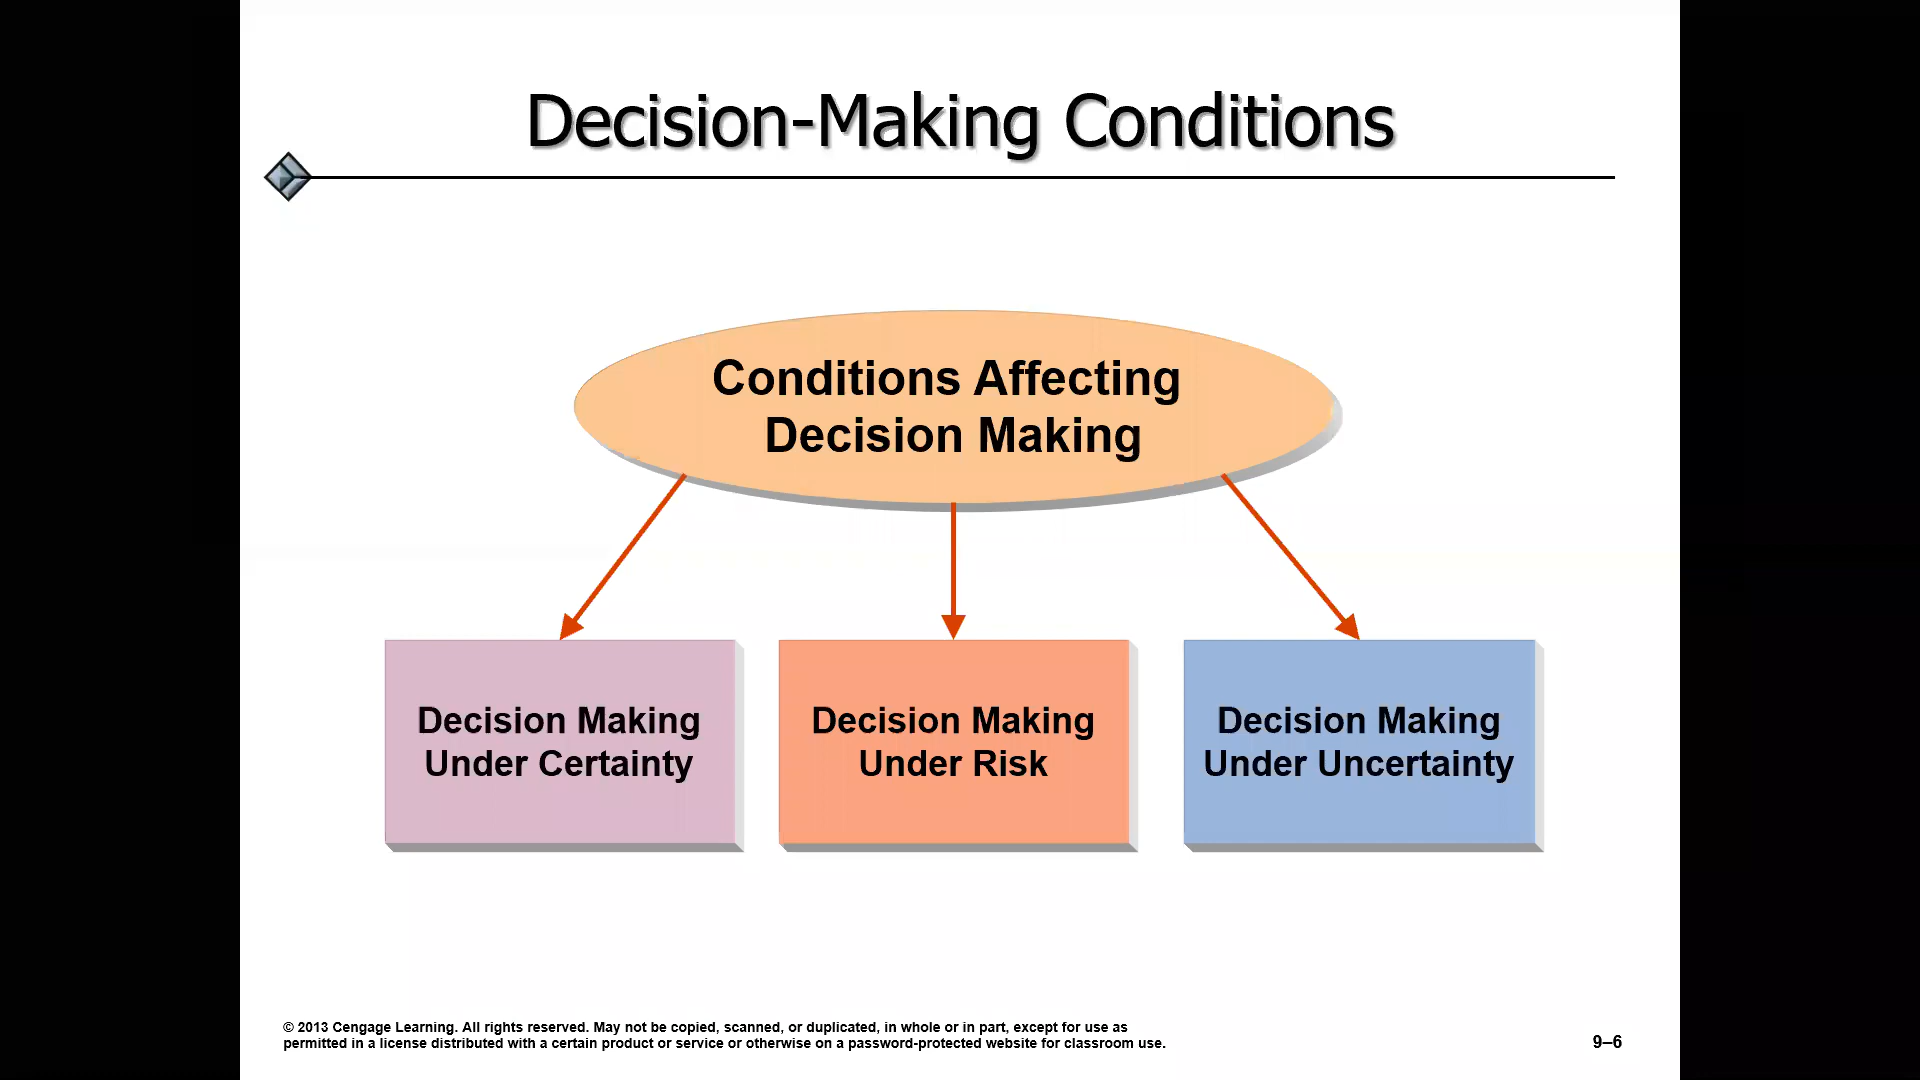 Decision-Making Conditions
Conditions Affecting
Decision Making
Decision Making
Under Certainty
Decision Making
Under Risk
Decision Making
Under Uncertainty
© 2013 Cengage Learning. All rights reserved. May not be copied, scanned, or duplicated, in whole or in part, except for use as
permitted in a license distributed with a certain product or service or otherwise on a password-protected website for classroom use.
9–6